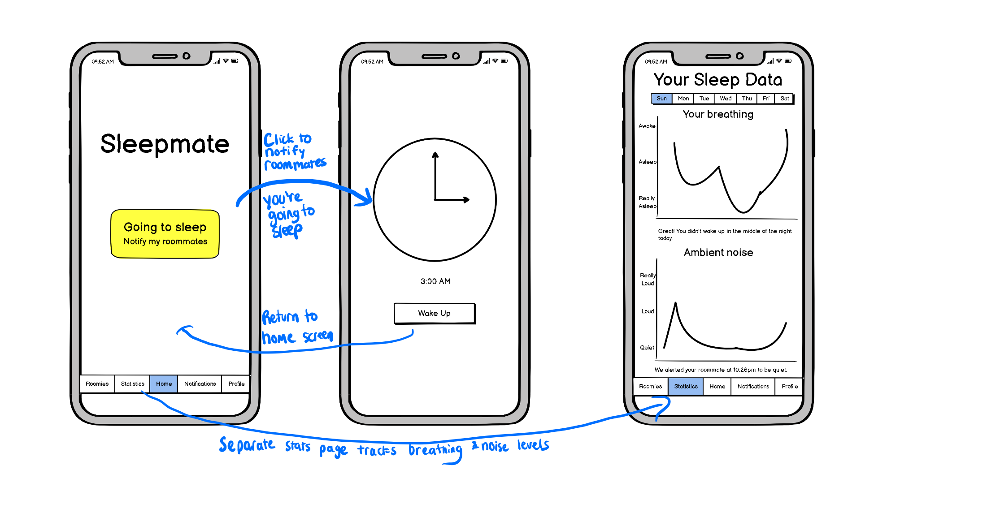 09:52 AM
Sleepmate
Going to sleep
Notify my roommates
Roomies Statistics Home Notifications Profile
Click to
notify
roommates
you're
going to
sleep
Return to
home screen
09:52 AM
3:00 AM
Wake Up
09:52 AM
Your Sleep Data
Sun Mon Tue Wed Thu Fri Sat
Your breathing
Awake
Asleep
Really
Asleep
Great! You didn't wake up in the middle of the night
today.
Ambient noise
Really
Loud
Loud
Quiet
We alerted your roommate at 10:26pm to be quiet.
Roomies Statistics Home Notifications Profile
Separate stats page tracks breathing & noise levels